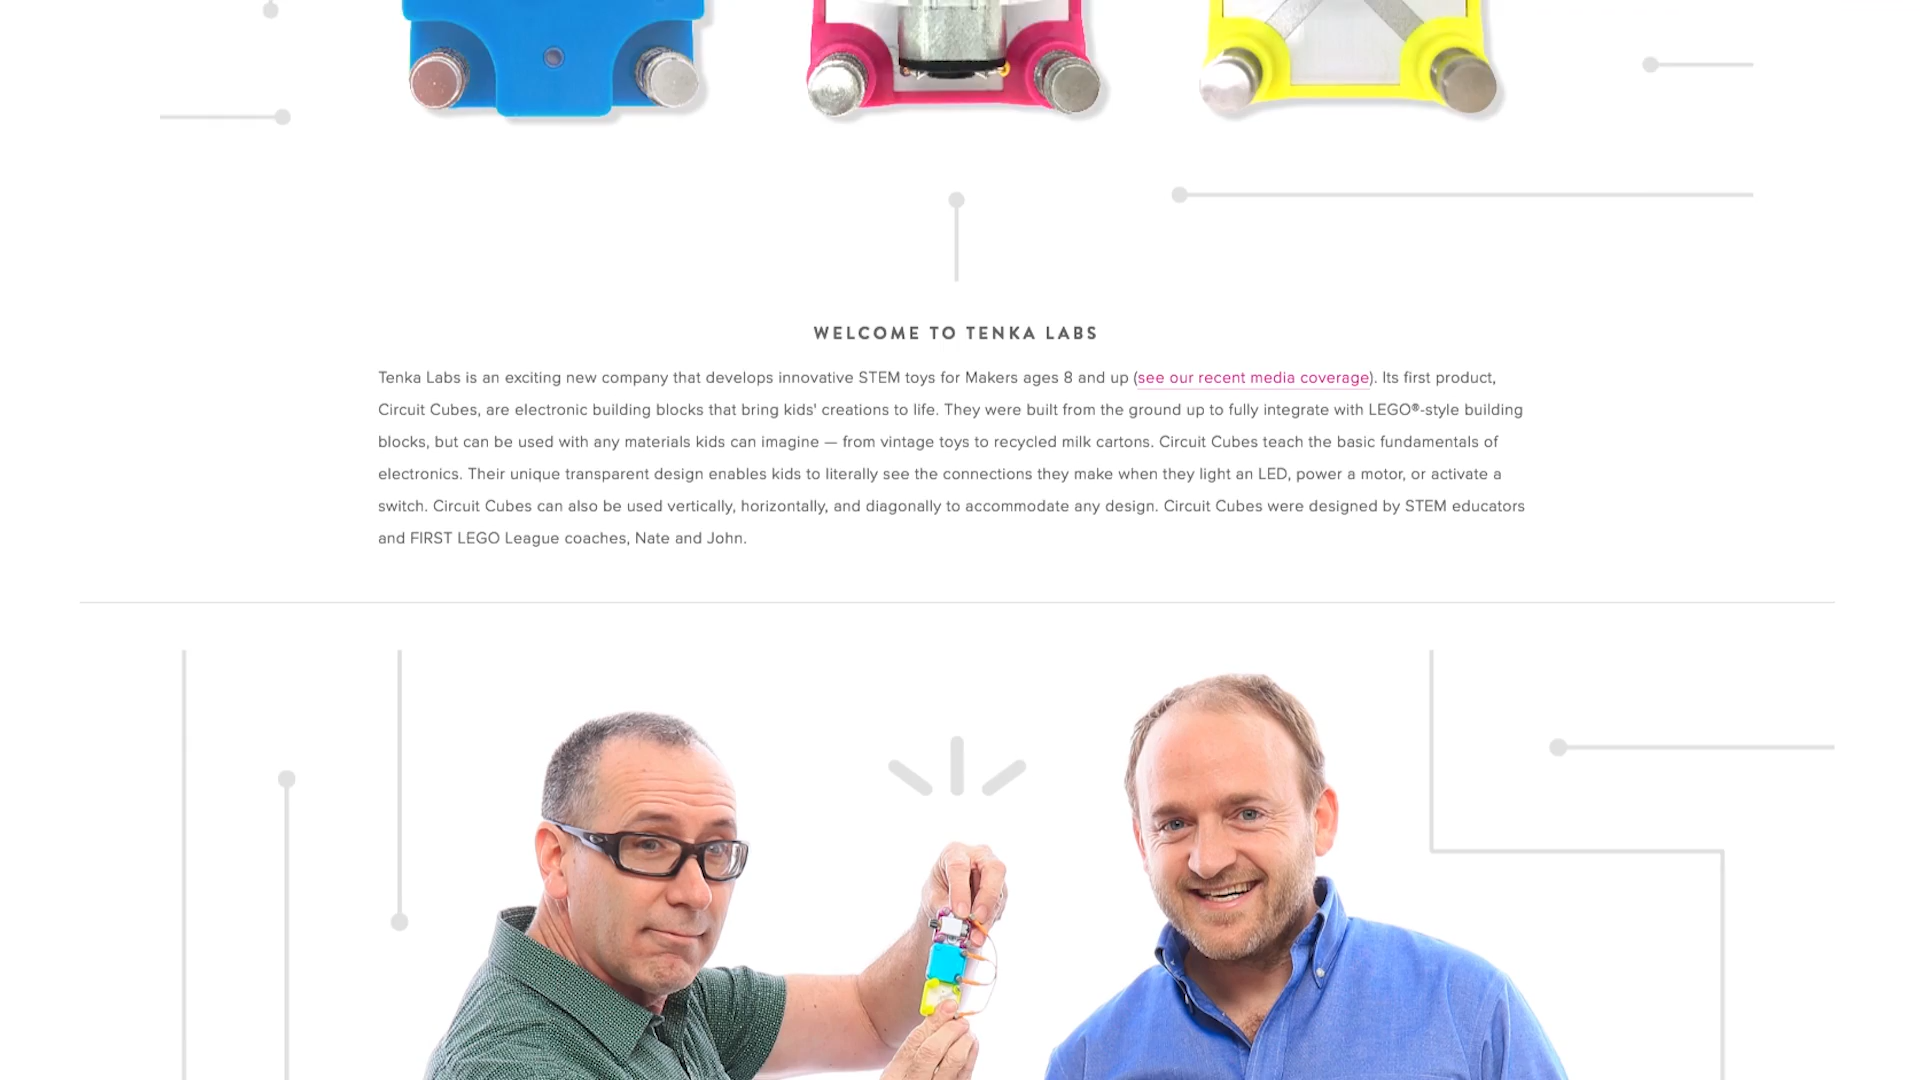 WELCOME TO TENKA LABS
Tenka Labs is an exciting new company that develops innovative STEM toys for Makers ages 8 and up (see our recent media coverage). Its first product,
Circuit Cubes, are electronic building blocks that bring kids' creations to life. They were built from the ground up to fully integrate with LEGO®-style building
blocks, but can be used with any materials kids can imagine — from vintage toys to recycled milk cartons. Circuit Cubes teach the basic fundamentals of
electronics. Their unique transparent design enables kids to literally see the connections they make when they light an LED, power a motor, or activate a
switch. Circuit Cubes can also be used vertically, horizontally, and diagonally to accommodate any design. Circuit Cubes were designed by STEM educators
and FIRST LEGO League coaches, Nate and John.